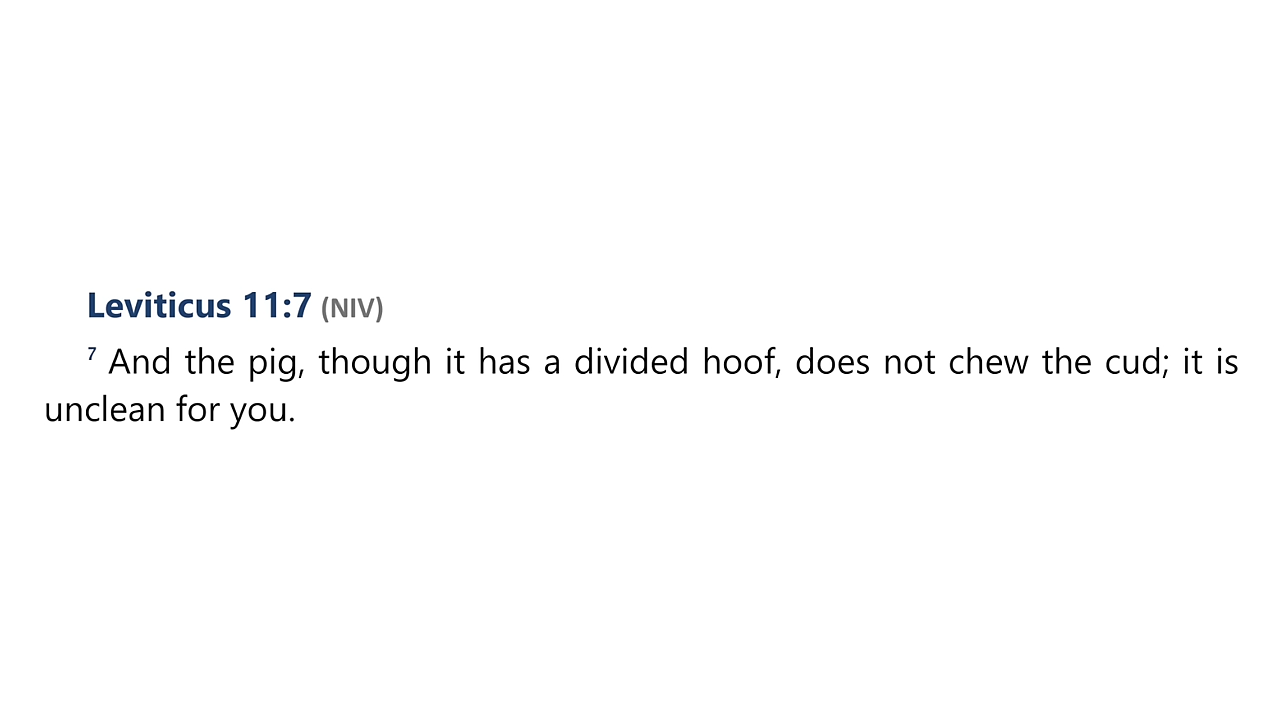 Leviticus 11:7 (NIV)
7 And the pig, though it has a divided hoof, does not chew the cud; it is
unclean for you.